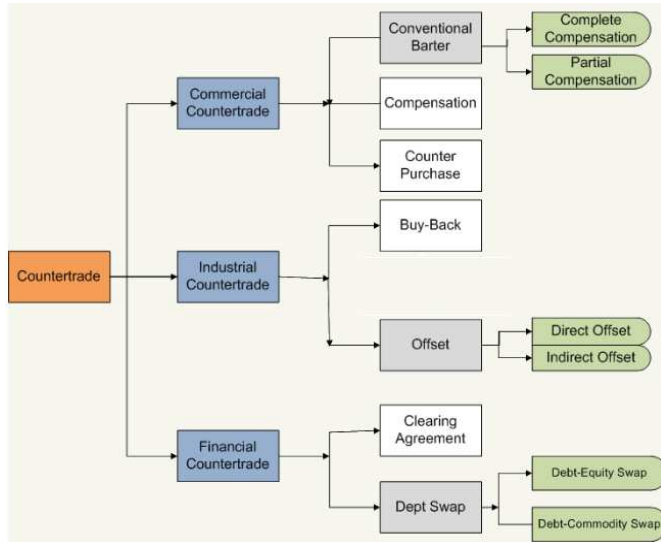 Conventional
Barter
Complete
Compensation
Partial
Compensation
Commercial
Countertrade
Compensation
Counter
Purchase
Countertrade
Industrial
Countertrade
Buy-Back
Offset
Direct Offset
Indirect Offset
Financial
Countertrade
Clearing
Agreement
Dept Swap
Debt-Equity Swap
Debt-Commodity Swap